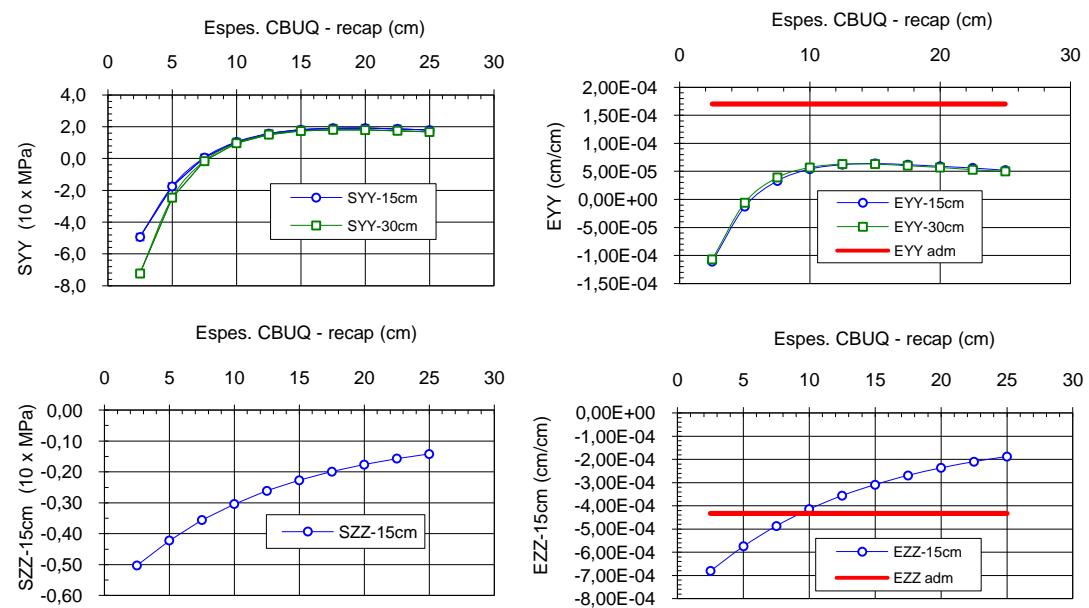 Espes. CBUQ - recap (cm)
0 5 10 15 20 25 30
4,0
2,0
0,0
-2,0
-4,0
-6,0
-8,0
SYY (10 x MPa)
SYY-15cm
SYY-30cm
Espes. CBUQ - recap (cm)
0 10 20 30
2,00E-04
1,50E-04
1,00E-04
5,00E-05
0,00E+00
-5,00E-05
-1,00E-04
-1,50E-04
EYY (cm/cm)
EYY-15cm
EYY-30cm
EYY adm
Espes. CBUQ - recap (cm)
0 5 10 15 20 25 30
0,00
-0,10
-0,20
-0,30
-0,40
-0,50
-0,60
SZZ-15cm (10 x MPa)
SZZ-15cm
Espes. CBUQ - recap (cm)
0 5 10 15 20 25 30
0,00E+00
-1,00E-04
-2,00E-04
-3,00E-04
-4,00E-04
-5,00E-04
-6,00E-04
-7,00E-04
-8,00E-04
EZZ-15cm (cm/cm)
EZZ-15cm
EZZ adm